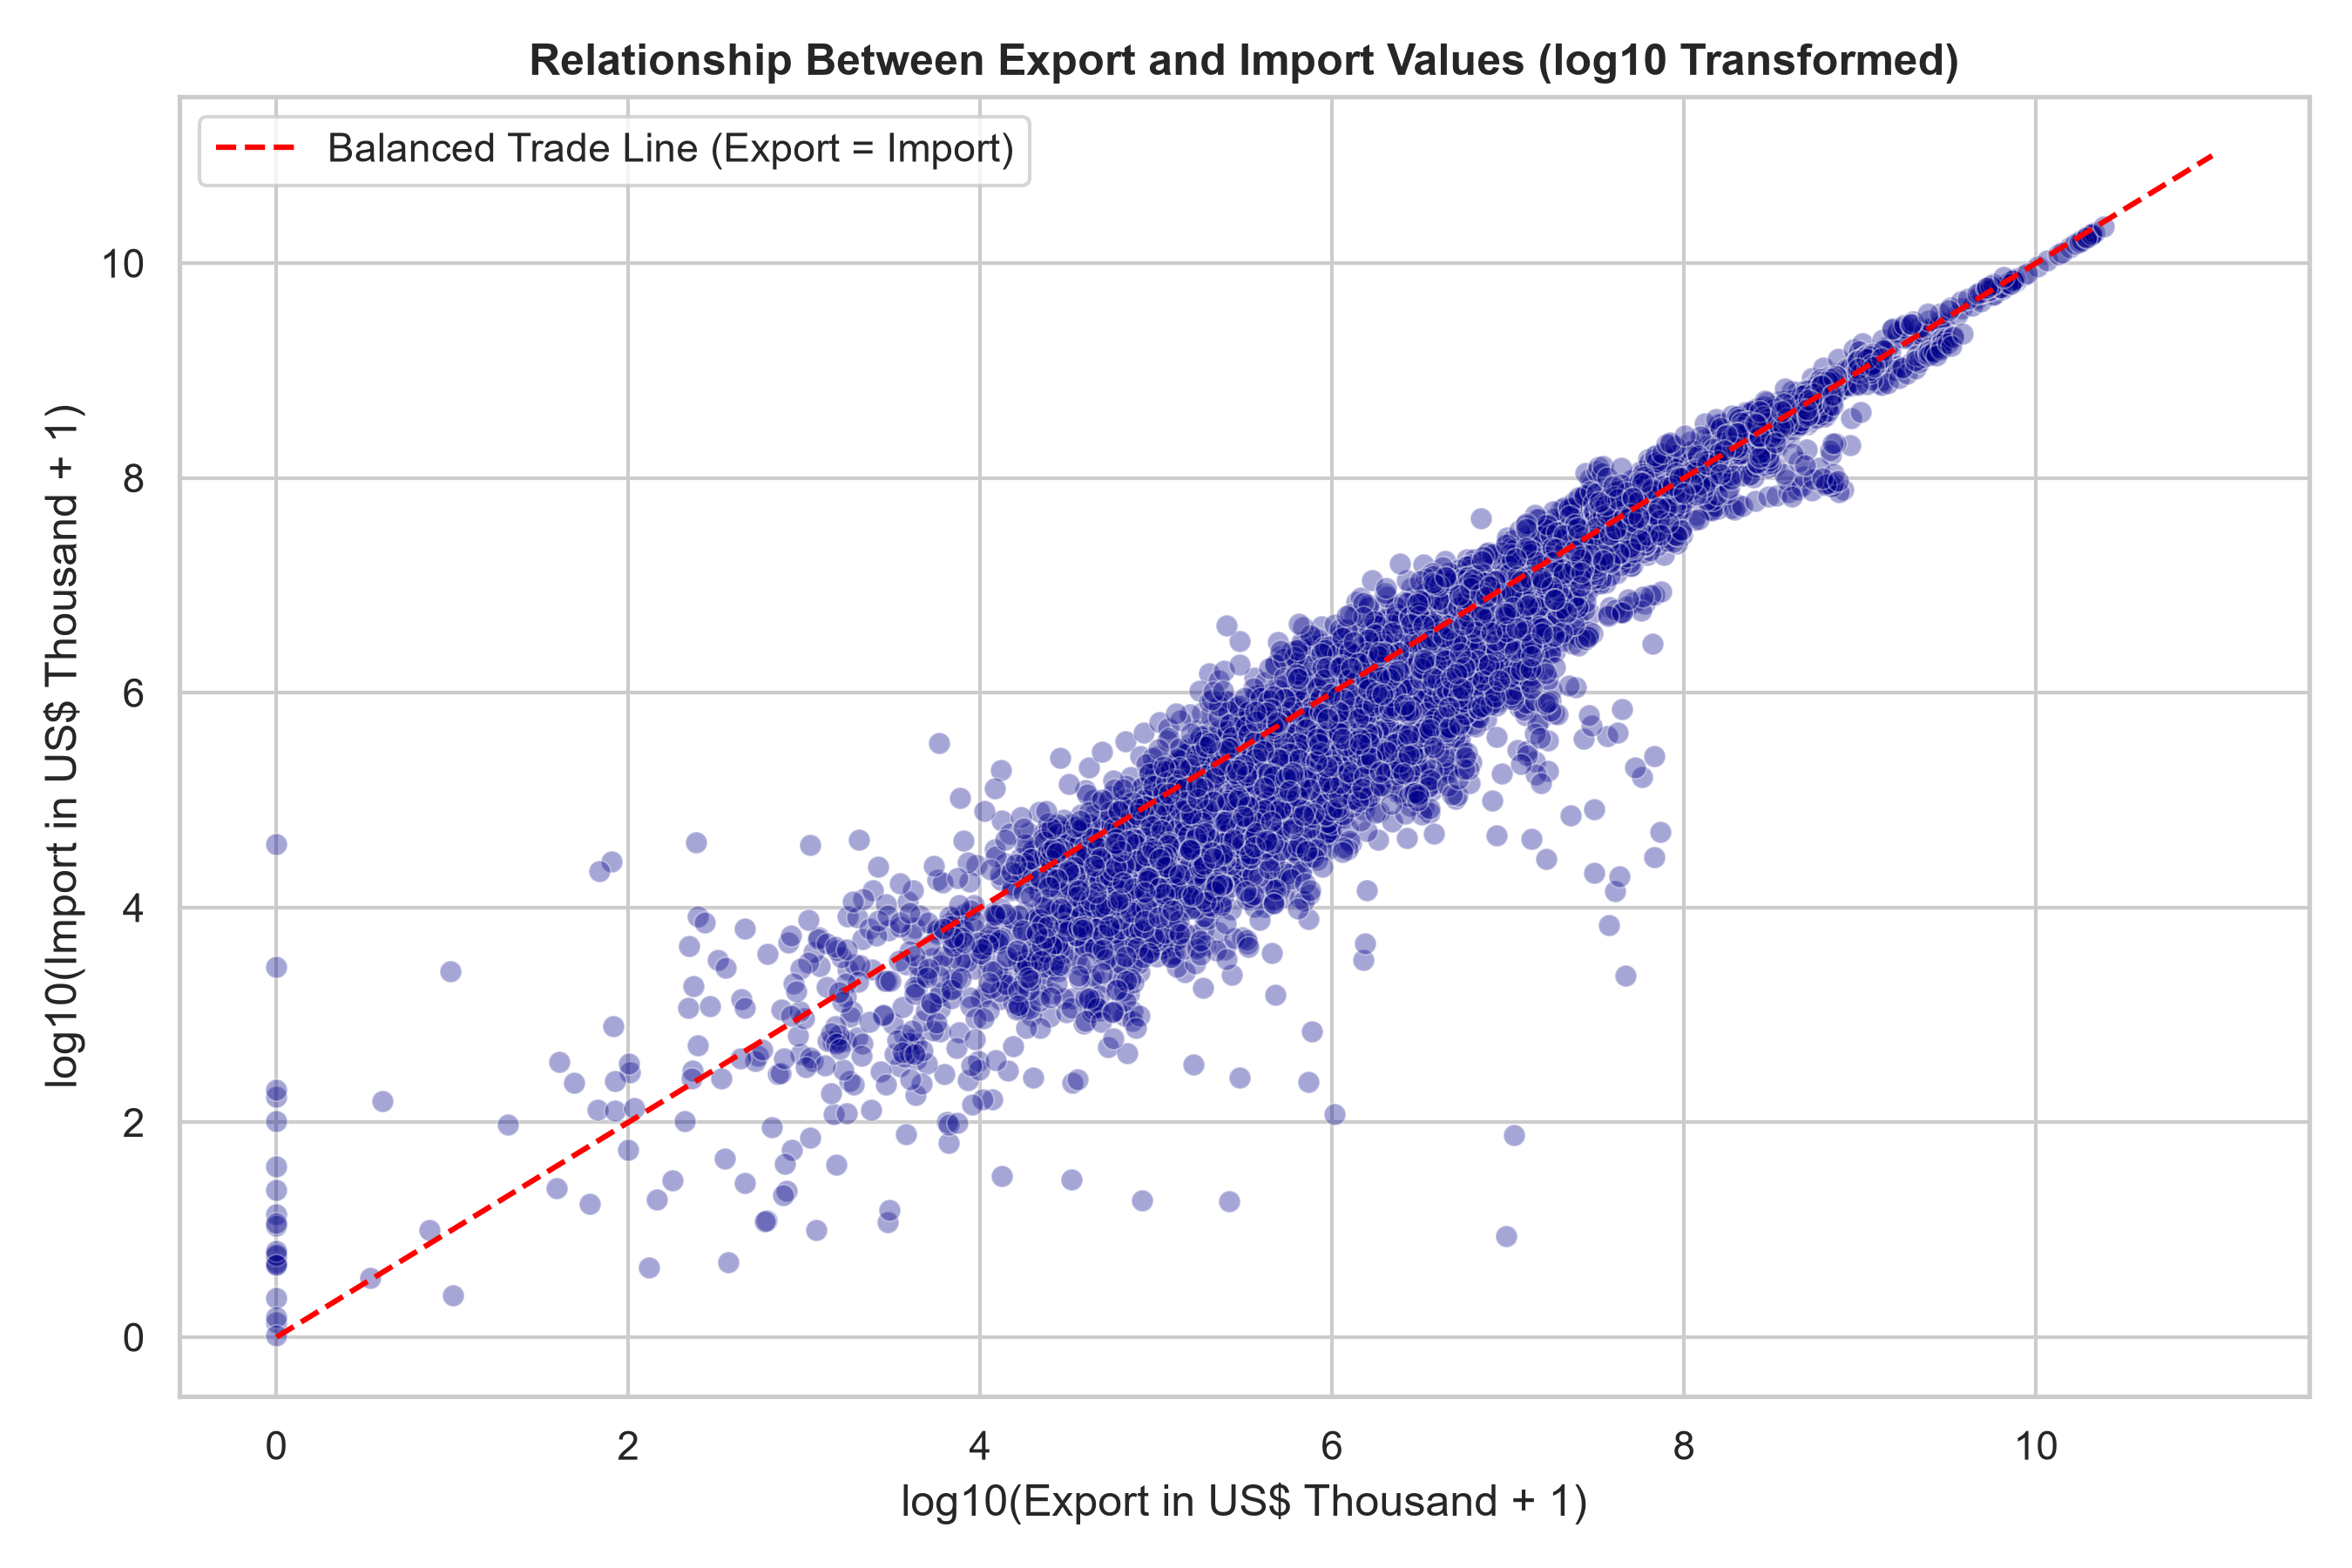 Relationship Between Export and Import Values (log10 Transformed)
Balanced Trade Line (Export = Import)
log10(Import in US$ Thousand + 1)
10
8
6
4
2
0
0 2 4 6 8 10
log10(Export in US$ Thousand + 1)